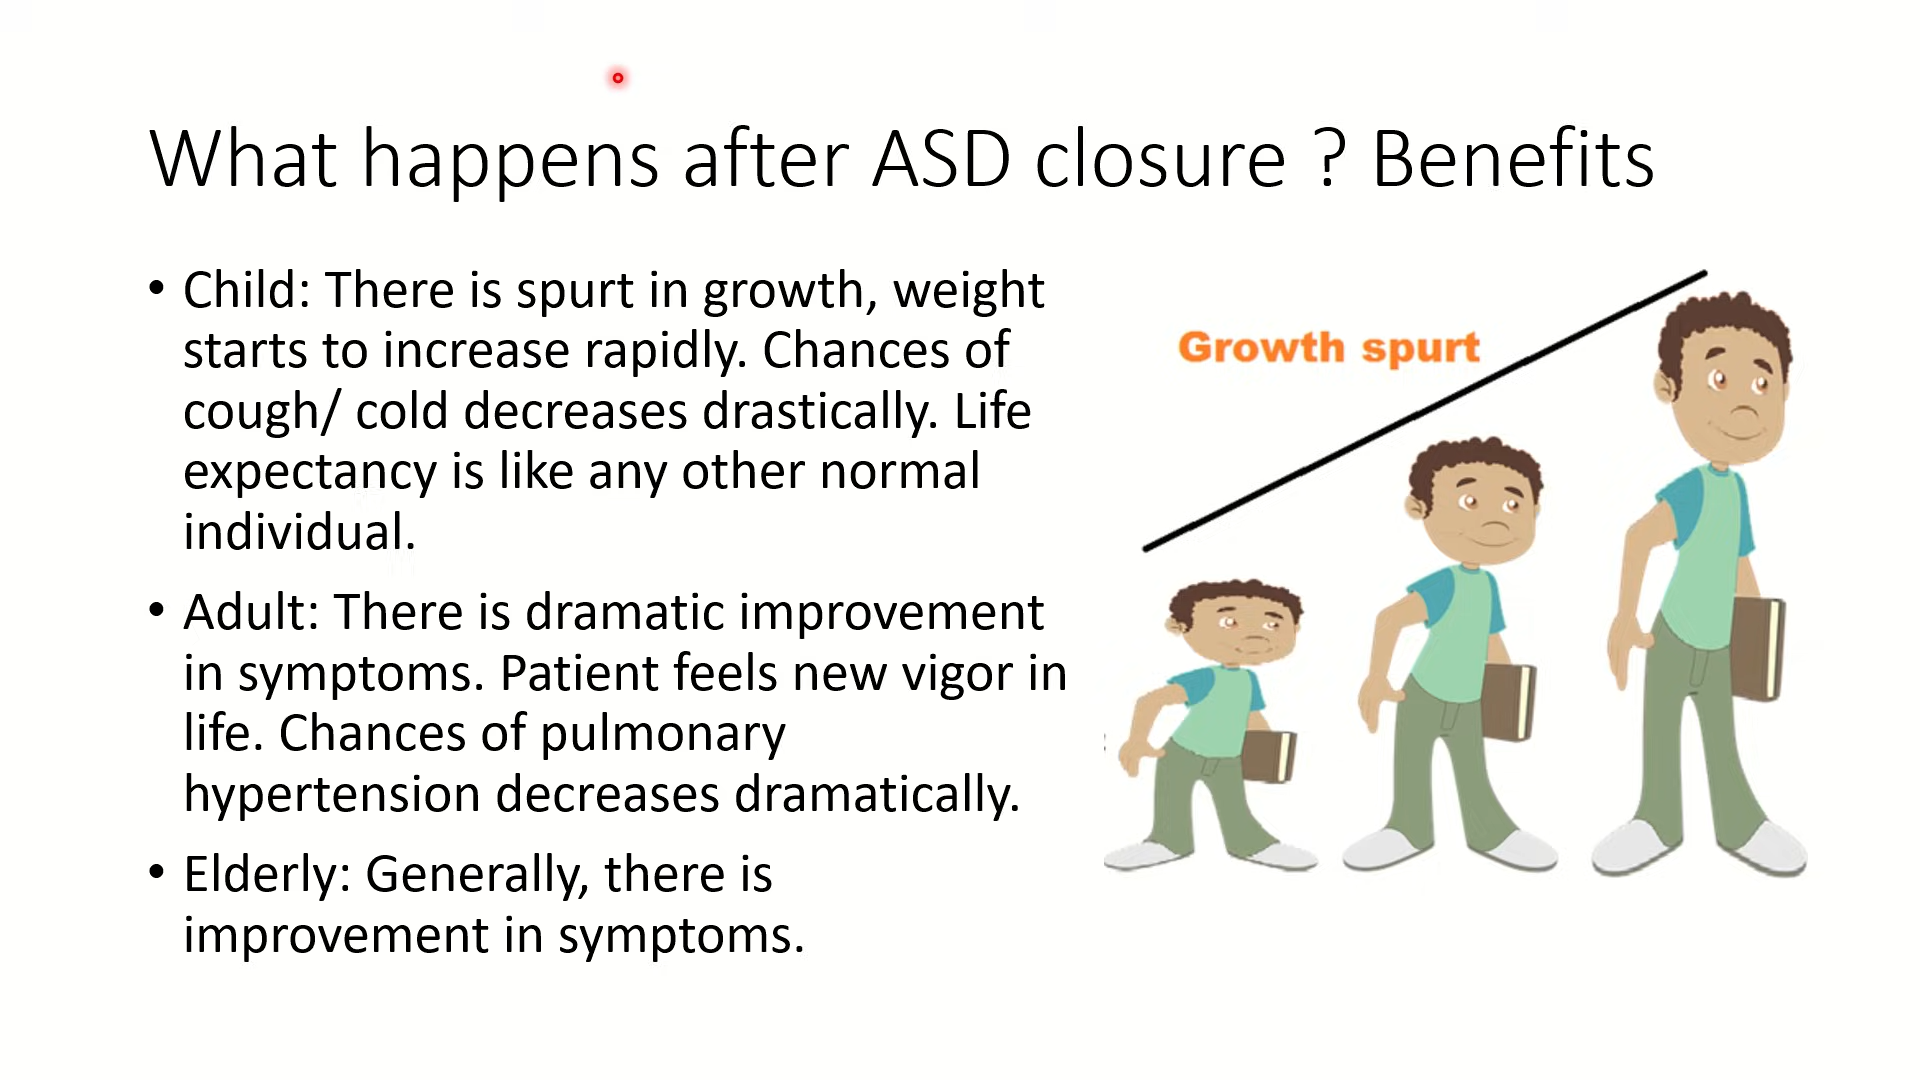 What happens after ASD closure ? Benefits
• Child: There is spurt in growth, weight
starts to increase rapidly. Chances of
cough/ cold decreases drastically. Life
expectancy is like any other normal
individual.
• Adult: There is dramatic improvement
in symptoms. Patient feels new vigor in
life. Chances of pulmonary
hypertension decreases dramatically.
• Elderly: Generally, there is
improvement in symptoms.
Growth spurt